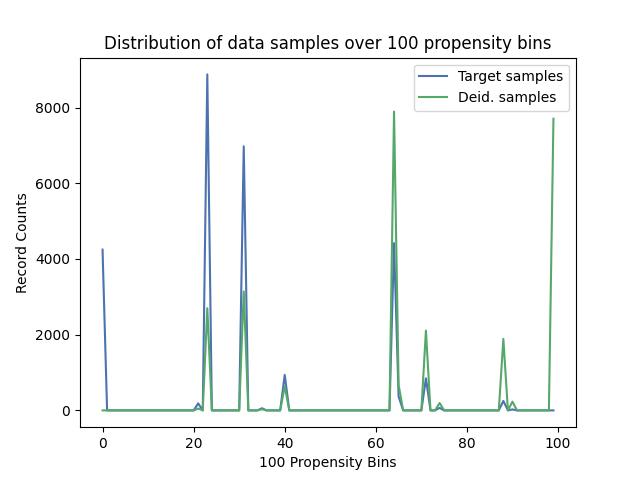 Distribution of data samples over 100 propensity bins
Target samples
Deid. samples
Record Counts
8000
6000
4000
2000
0
0 20 40 60 80 100
100 Propensity Bins